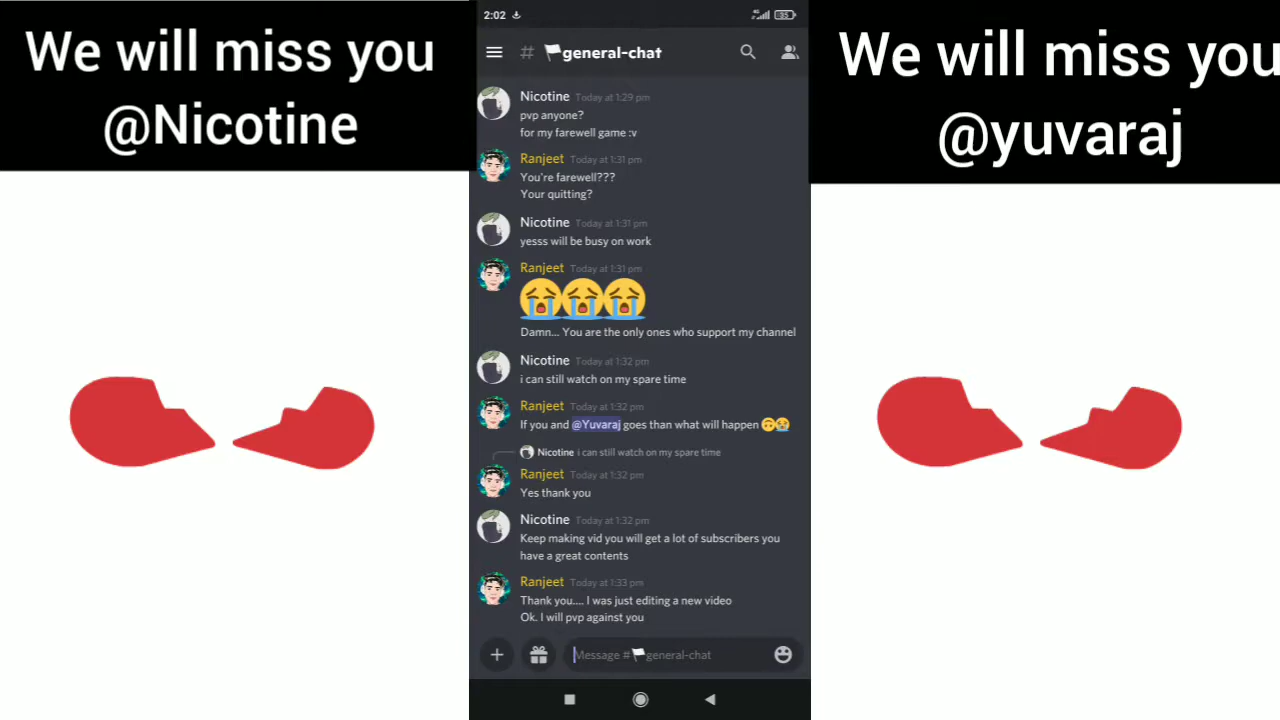 We will miss you
@Nicotine
2:02
4G
85
# 🏳general-chat
Nicotine Today at 1:29 pm
pvp anyone?
for my farewell game :v
Ranjeet Today at 1:31 pm
You're farewell???
Your quitting?
Nicotine Today at 1:31 pm
yesss will be busy on work
Ranjeet Today at 1:31 pm
😭😭😭
Damn... You are the only ones who support my channel
Nicotine Today at 1:32 pm
i can still watch on my spare time
Ranjeet Today at 1:32 pm
If you and @Yuvaraj goes than what will happen 🙃😭
Nicotine i can still watch on my spare time
Ranjeet Today at 1:32 pm
Yes thank you
Nicotine Today at 1:32 pm
Keep making vid you will get a lot of subscribers you
have a great contents
Ranjeet Today at 1:33 pm
Thank you.... I was just editing a new video
Ok. I will pvp against you
Message #🏳general-chat
We will miss you
@yuvaraj